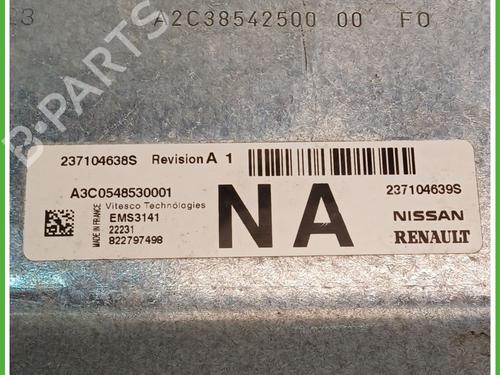 A2C38542500 00 F0
237104638S Revision A 1
A3C0548530001
237104639S
Vitesco Technologies
EMS3141
22231
822797498
MADE IN FRANCE
NA
NISSAN
RENAULT
B-PARTS